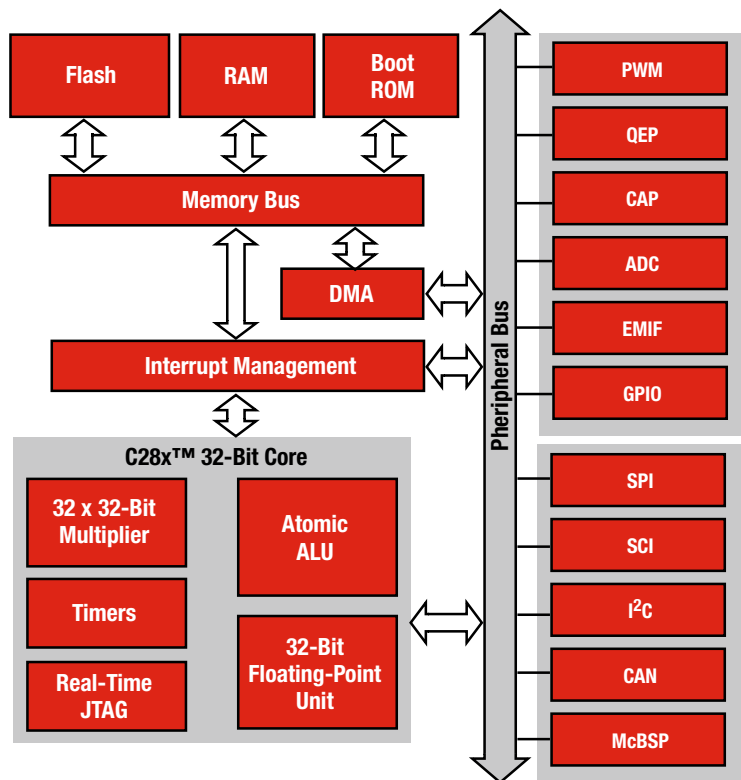 Flash
RAM
Boot
ROM
Memory Bus
DMA
Interrupt Management
C28x™ 32-Bit Core
32 x 32-Bit
Multiplier
Atomic
ALU
Timers
32-Bit
Floating-Point
Unit
Real-Time
JTAG
Pheripheral Bus
PWM
QEP
CAP
ADC
EMIF
GPIO
SPI
SCI
I²C
CAN
McBSP